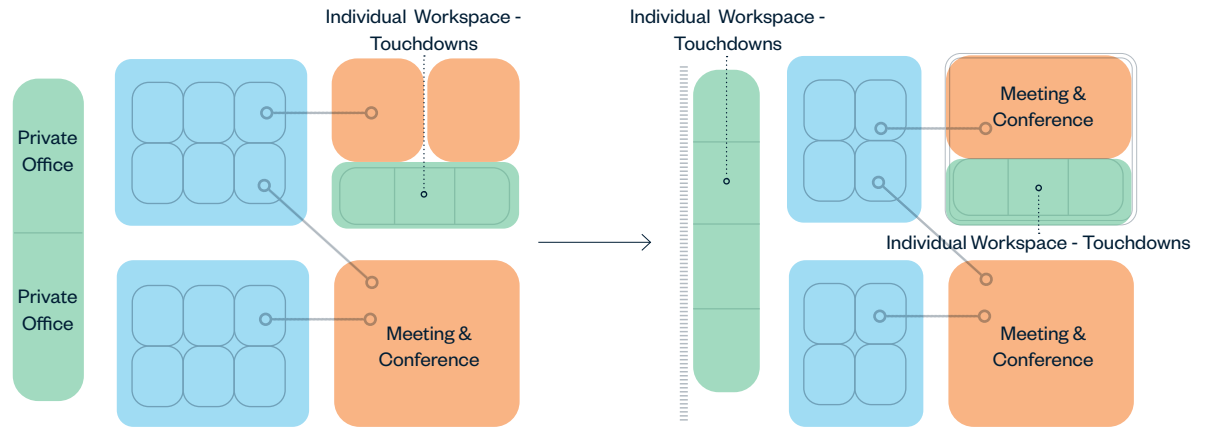 Individual Workspace -
Touchdowns
Private
Office
Private
Office
Meeting &
Conference
Individual Workspace -
Touchdowns
Meeting &
Conference
Individual Workspace - Touchdowns
Meeting &
Conference